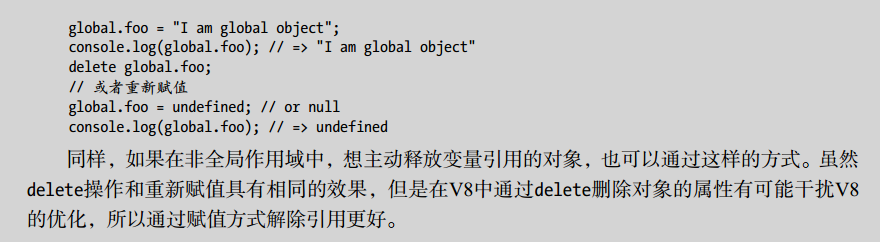 global.foo = "I am global object";
console.log(global.foo); // => "I am global object"
delete global.foo;
// 或者重新赋值
global.foo = undefined; // or null
console.log(global.foo); // => undefined
同样，如果在非全局作用域中，想主动释放变量引用的对象，也可以通过这样的方式。虽然
delete操作和重新赋值具有相同的效果，但是在V8中通过delete删除对象的属性有可能干扰V8
的优化，所以通过赋值方式解除引用更好。